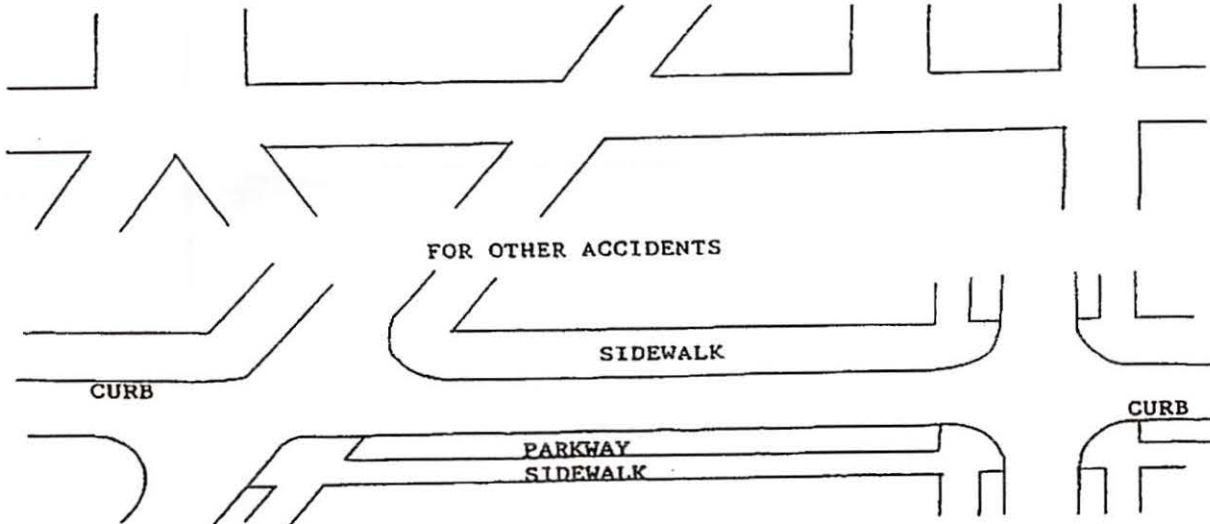 FOR OTHER ACCIDENTS
SIDEWALK
CURB
CURB
PARKWAY
SIDEWALK